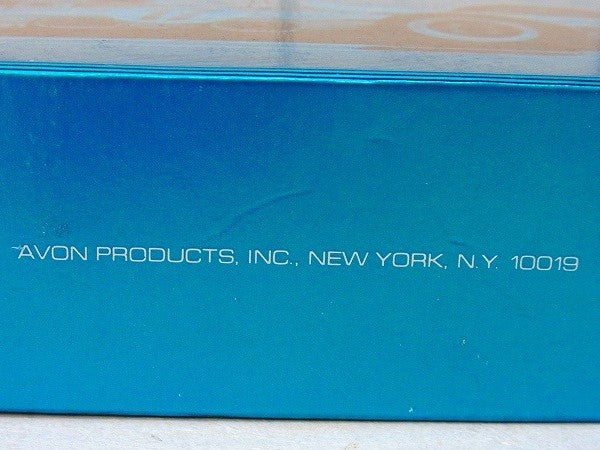 AVON PRODUCTS, INC., NEW YORK, N.Y. 10019